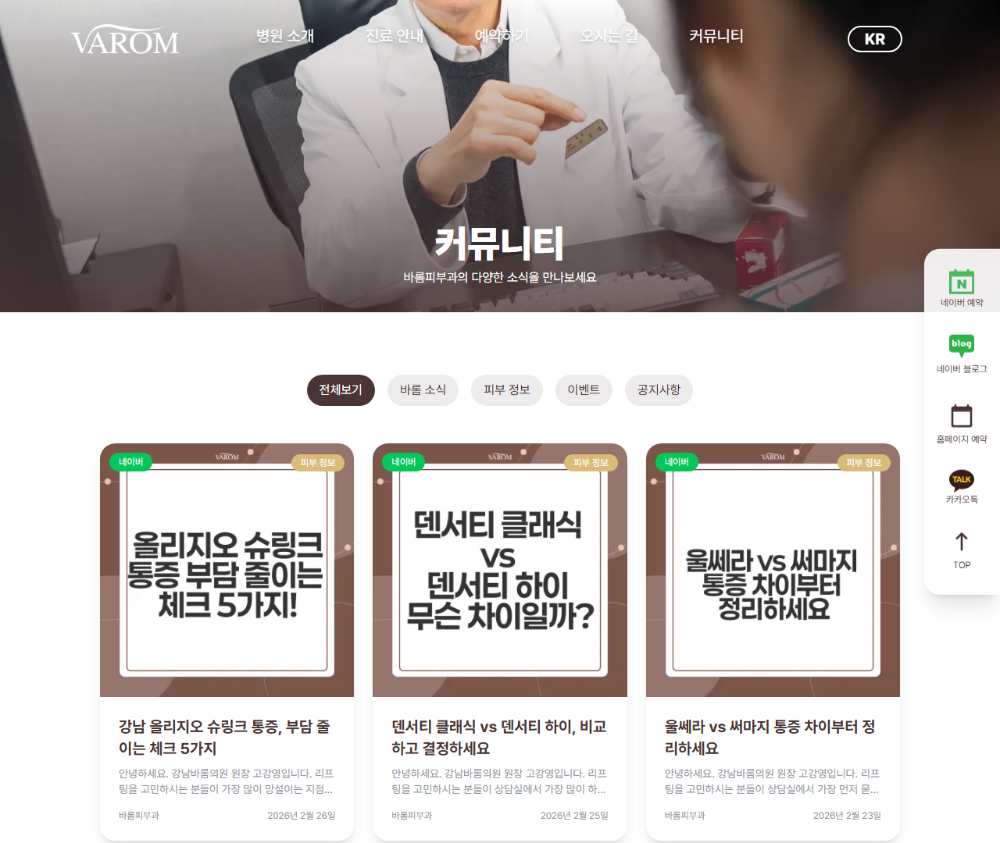 VAROM
병원 소개
진료 안내
예약하기
오시는 길
커뮤니티
KR
커뮤니티
바롬피부과의 다양한 소식을 만나보세요
네이버 예약
blog
네이버 블로그
홈페이지 예약
TALK
카카오톡
TOP
전체보기
바롬 소식
피부 정보
이벤트
공지사항
네이버
VAROM
피부 정보
올리지오 슈링크
통증 부담 줄이는
체크 5가지!
강남 올리지오 슈링크 통증, 부담 줄
이는 체크 5가지
안녕하세요. 강남바롬의원 원장 고강영입니다. 리프
팅을 고민하시는 분들이 가장 많이 망설이는 지점...
바롬피부과
2026년 2월 26일
네이버
VAROM
피부 정보
덴서티 클래식
VS
덴서티 하이
무슨 차이일까?
덴서티 클래식 vs 덴서티 하이, 비교
하고 결정하세요
안녕하세요. 강남바롬의원 원장 고강영입니다. 리프
팅을 고민하시는 분들이 상담실에서 가장 많이 하...
바롬피부과
2026년 2월 25일
네이버
VAROM
피부 정보
울쎄라 VS 써마지
통증 차이부터
정리하세요
울쎄라 vs 써마지 통증 차이부터 정
리하세요
안녕하세요. 강남바롬의원 원장 고강영입니다. 리프
팅을 고민하시는 분들이 상담실에서 가장 먼저 묻...
바롬피부과
2026년 2월 23일